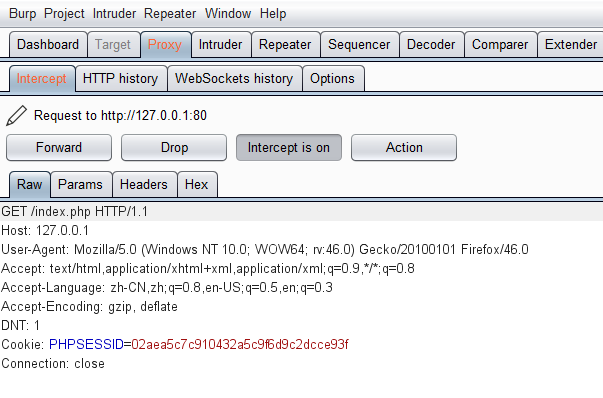 Burp Project Intruder Repeater Window Help
Dashboard Target Proxy Intruder Repeater Sequencer Decoder Comparer Extender
Intercept HTTP history WebSockets history Options
Request to http://127.0.0.1:80
Forward Drop Intercept is on Action
Raw Params Headers Hex
GET /index.php HTTP/1.1
Host: 127.0.0.1
User-Agent: Mozilla/5.0 (Windows NT 10.0; WOW64; rv:46.0) Gecko/20100101 Firefox/46.0
Accept: text/html,application/xhtml+xml,application/xml;q=0.9,*/*;q=0.8
Accept-Language: zh-CN,zh;q=0.8,en-US;q=0.5,en;q=0.3
Accept-Encoding: gzip, deflate
DNT: 1
Cookie: PHPSESSID=02aea5c7c910432a5c9f6d9c2dcce93f
Connection: close